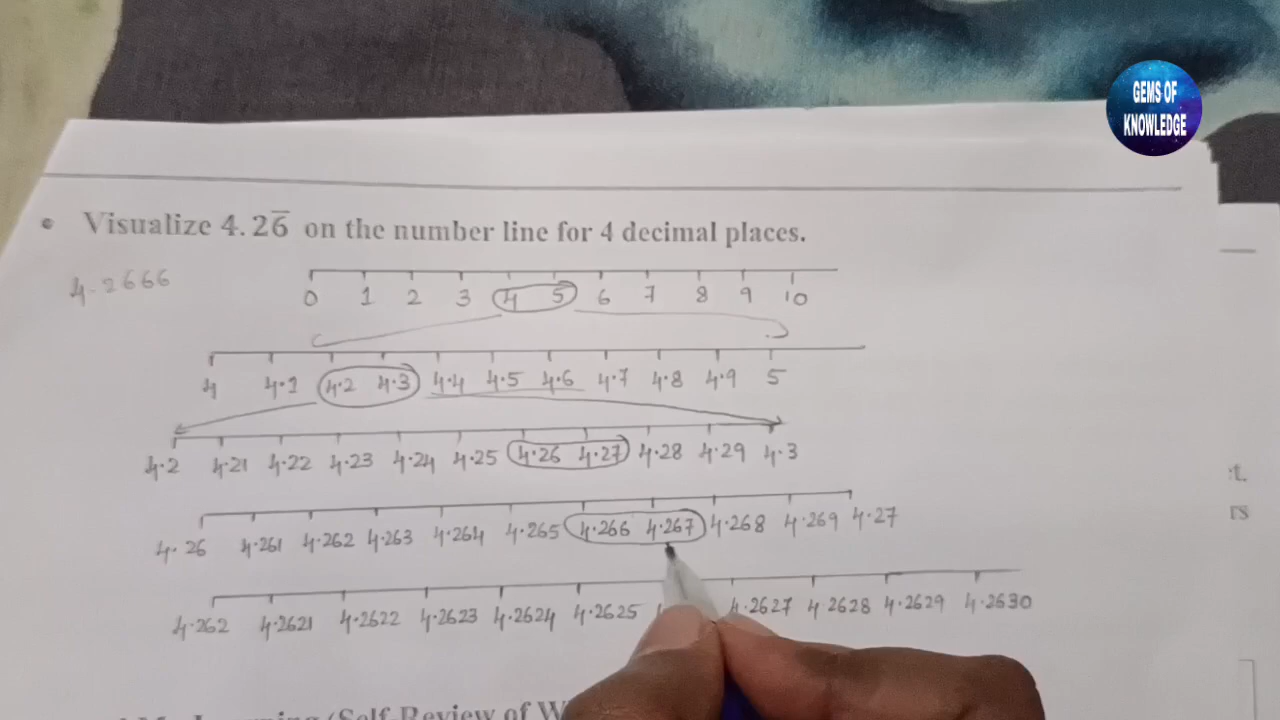 GEMS OF
KNOWLEDGE
• Visualize 4.26̅ on the number line for 4 decimal places.
4.2666
0 1 2 3 4 5 6 7 8 9 10
4 4.1 4.2 4.3 4.4 4.5 4.6 4.7 4.8 4.9 5
4.2 4.21 4.22 4.23 4.24 4.25 4.26 4.27 4.28 4.29 4.3
4.26 4.261 4.262 4.263 4.264 4.265 4.266 4.267 4.268 4.269 4.27
4.262 4.2621 4.2622 4.2623 4.2624 4.2625 4.2627 4.2628 4.2629 4.2630
(Self-Review of
rs